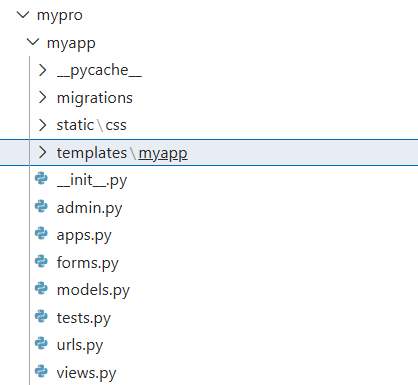 mypro
myapp
__pycache__
migrations
static\css
templates\myapp
__init__.py
admin.py
apps.py
forms.py
models.py
tests.py
urls.py
views.py